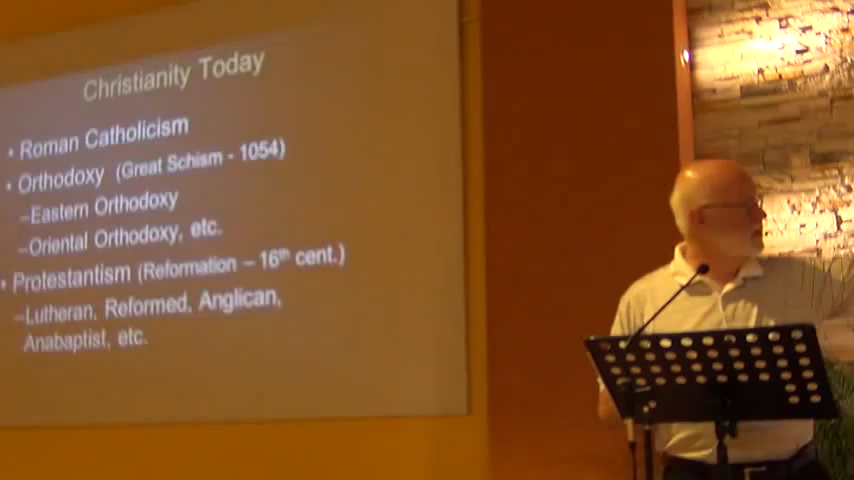 Christianity Today
• Roman Catholicism
• Orthodoxy (Great Schism - 1054)
–Eastern Orthodoxy
–Oriental Orthodoxy, etc.
• Protestantism (Reformation – 16th cent.)
–Lutheran, Reformed, Anglican,
Anabaptist, etc.